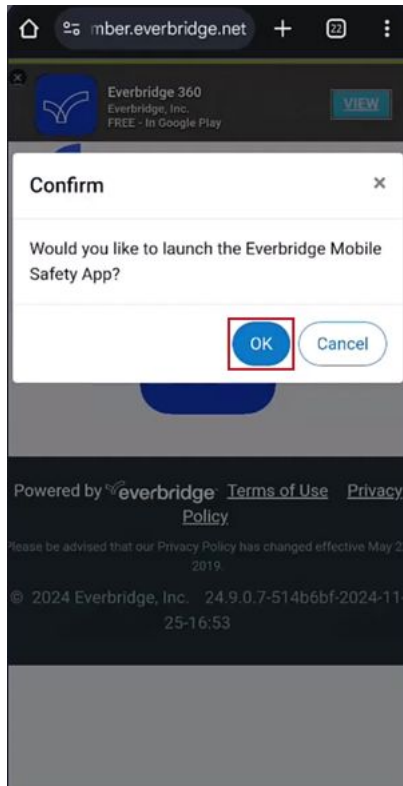 mber.everbridge.net
22
Everbridge 360
Everbridge, Inc.
FREE - In Google Play
VIEW
Confirm
Would you like to launch the Everbridge Mobile
Safety App?
OK
Cancel
Powered by everbridge Terms of Use Privacy
Policy
Please be advised that our Privacy Policy has changed effective May 2
2019.
© 2024 Everbridge, Inc. 24.9.0.7-514b6bf-2024-11-
25-16:53